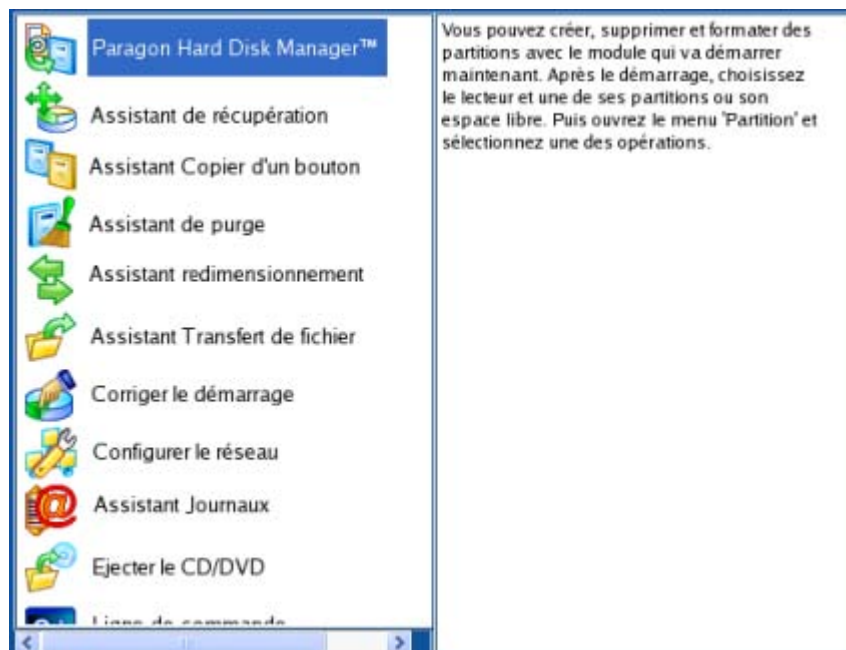 Paragon Hard Disk Manager™
Assistant de récupération
Assistant Copier d'un bouton
Assistant de purge
Assistant redimensionnement
Assistant Transfert de fichier
Corriger le démarrage
Configurer le réseau
Assistant Journaux
Ejecter le CD/DVD
Ligne de commande
Vous pouvez créer, supprimer et formater des
partitions avec le module qui va démarrer
maintenant. Après le démarrage, choisissez
le lecteur et une de ses partitions ou son
espace libre. Puis ouvrez le menu 'Partition' et
sélectionnez une des opérations.